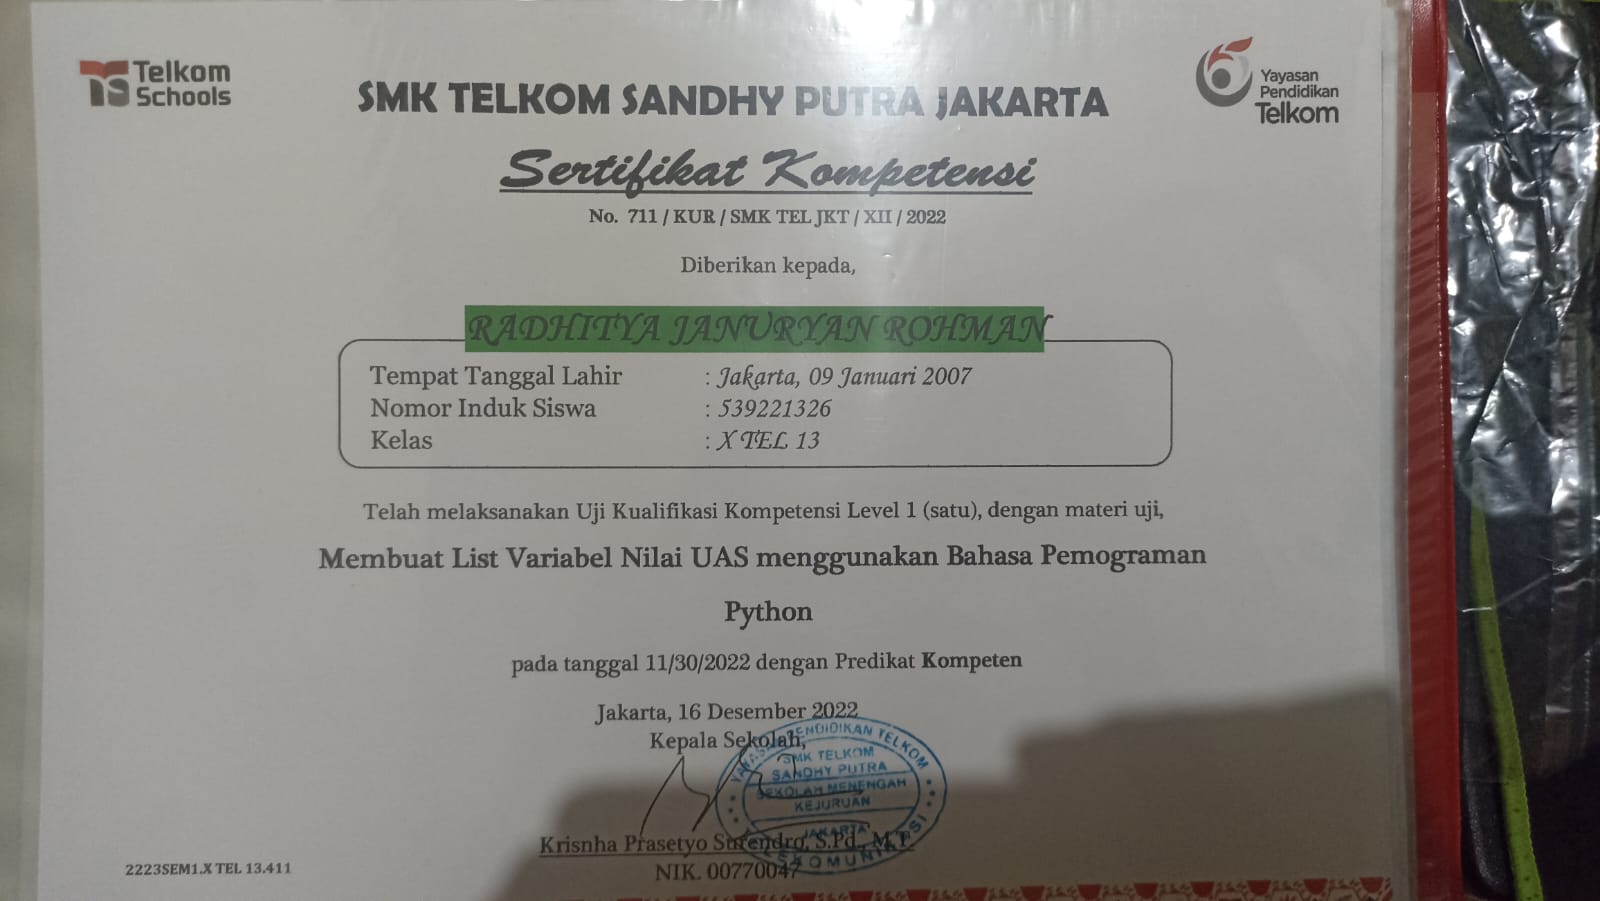 Telkom
Schools
Yayasan
Pendidikan
Telkom
SMK TELKOM SANDHY PUTRA JAKARTA
Sertifikat Kompetensi
No. 711 / KUR / SMK TEL JKT / XII / 2022
Diberikan kepada,
RADHITYA JANURYAN ROHMAN
Tempat Tanggal Lahir : Jakarta, 09 Januari 2007
Nomor Induk Siswa : 539221326
Kelas : X TEL 13
Telah melaksanakan Uji Kualifikasi Kompetensi Level 1 (satu), dengan materi uji,
Membuat List Variabel Nilai UAS menggunakan Bahasa Pemograman
Python
pada tanggal 11/30/2022 dengan Predikat Kompeten
Jakarta, 16 Desember 2022
Kepala Sekolah,
PENDIDIKAN TELKOM
SMK TELKOM
SANDHY PUTRA
SEKOLAH MENENGAH
KEJURUAN
JAKARTA
Krisnha Prasetyo Surendro, S.Pd., M.T.
NIK. 00770047
2223SEM1.X TEL 13.411